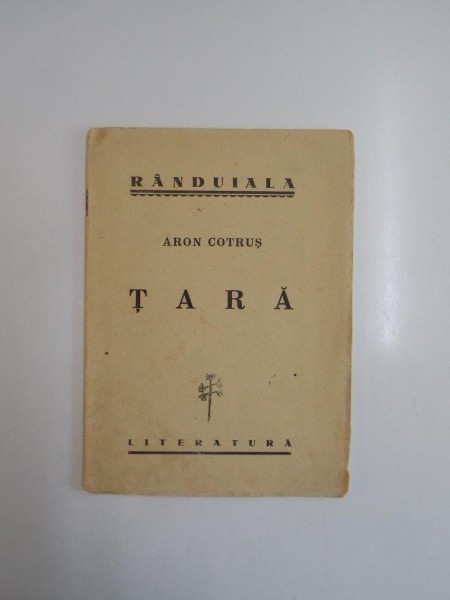 RÂNDUIALA
ARON COTRUȘ
ȚARĂ
LITERATURĂ